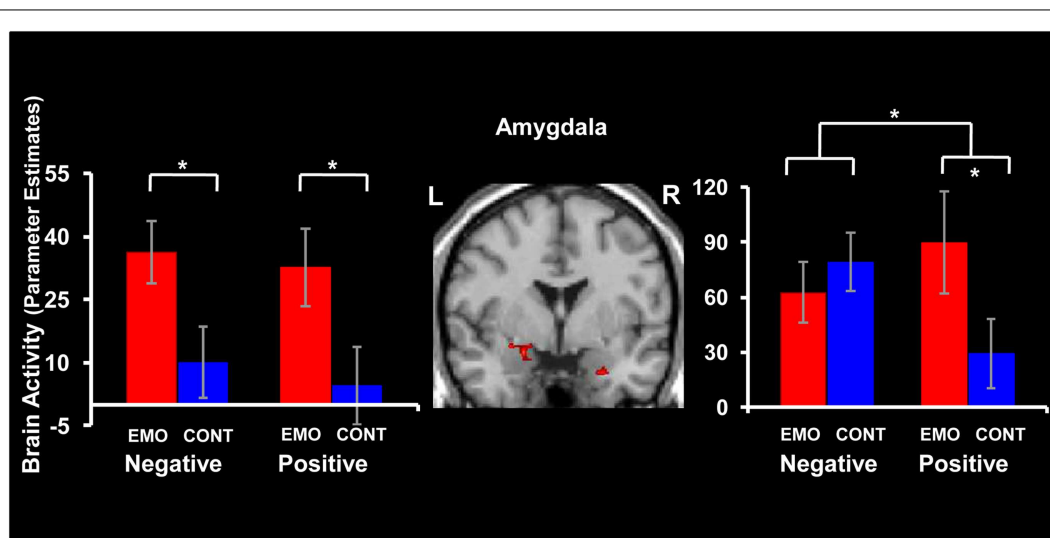 Amygdala
Brain Activity (Parameter Estimates)
55
40
25
10
-5
*
*
EMO CONT EMO CONT
Negative Positive
L R
120
90
60
30
0
*
*
EMO CONT EMO CONT
Negative Positive